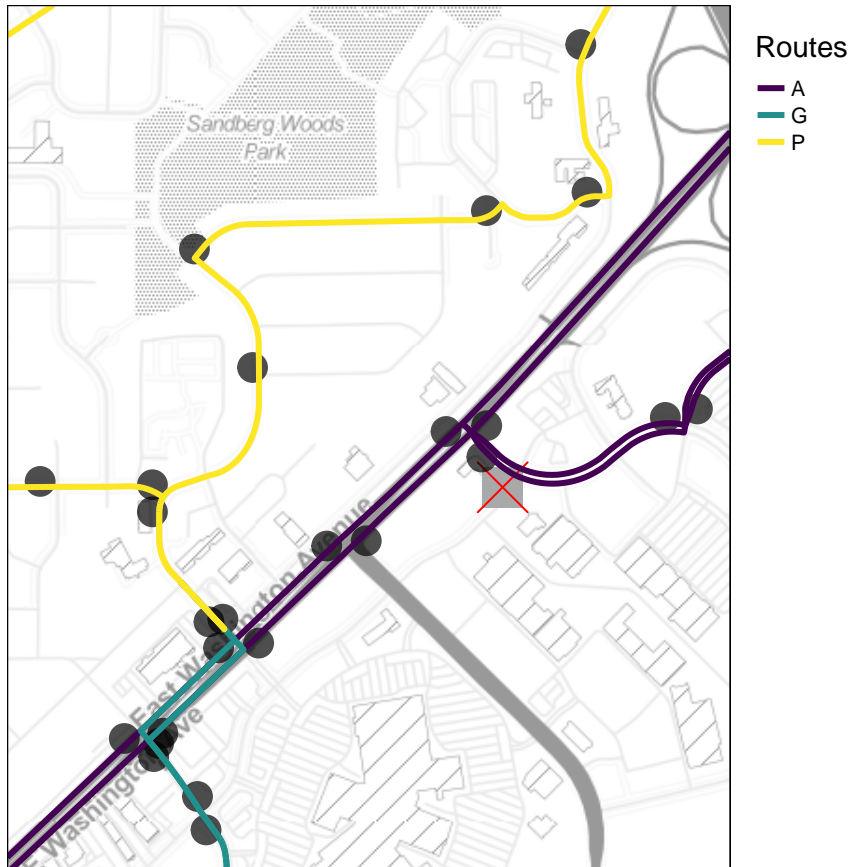 Routes
A
G
P
Sandberg Woods
Park
East Washington Avenue
E Washington Ave